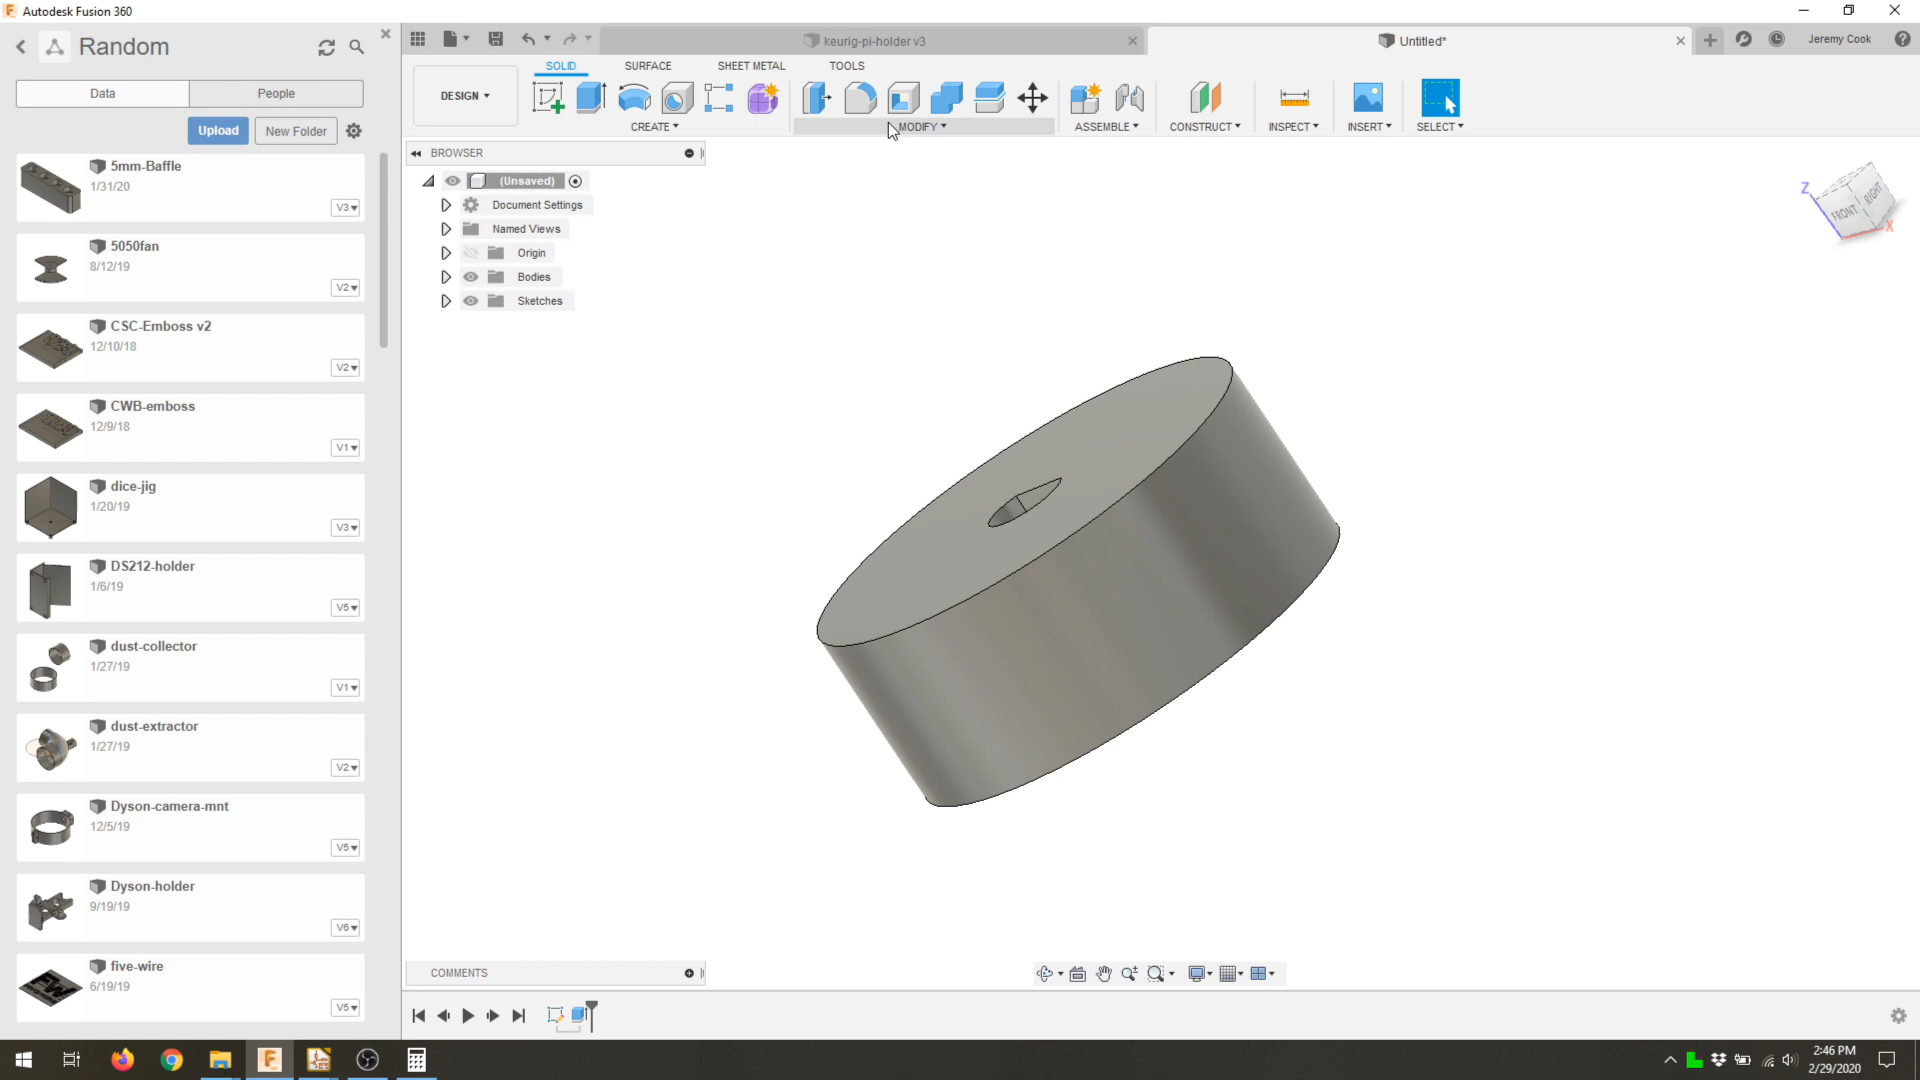 Autodesk Fusion 360
Random
Data
People
Upload
New Folder
5mm-Baffle
1/31/20
V3
5050fan
8/12/19
V2
CSC-Emboss v2
12/10/18
V2
CWB-emboss
12/9/18
V1
dice-jig
1/20/19
V3
DS212-holder
1/6/19
V5
dust-collector
1/27/19
V1
dust-extractor
1/27/19
V2
Dyson-camera-mnt
12/5/19
V5
Dyson-holder
9/19/19
V6
five-wire
6/19/19
V5
keurig-pi-holder v3
Untitled*
Jeremy Cook
SOLID
SURFACE
SHEET METAL
TOOLS
DESIGN
CREATE
MODIFY
ASSEMBLE
CONSTRUCT
INSPECT
INSERT
SELECT
BROWSER
(Unsaved)
Document Settings
Named Views
Origin
Bodies
Sketches
Z
FRONT
RIGHT
X
COMMENTS
2:46 PM
2/29/2020